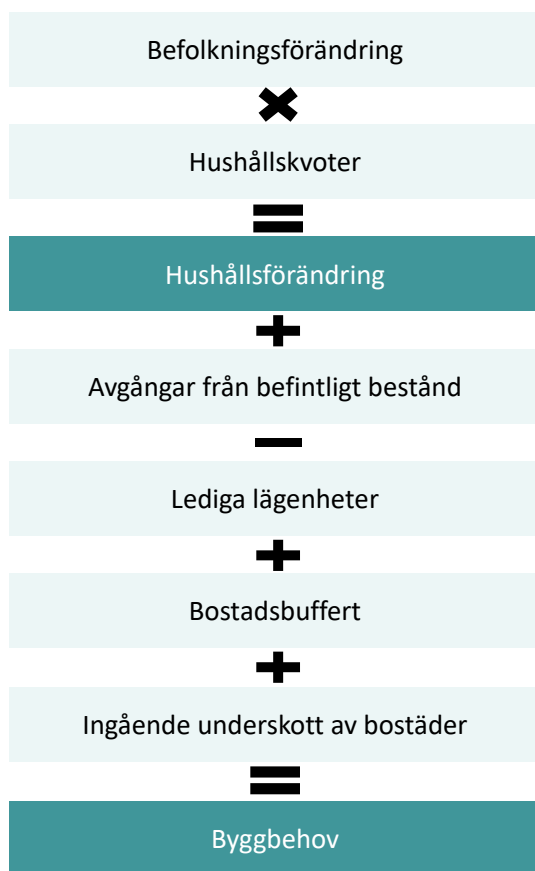 Befolkningsförändring
×
Hushållskvoter
=
Hushållsförändring
+
Avgångar från befintligt bestånd
−
Lediga lägenheter
+
Bostadsbuffert
+
Ingående underskott av bostäder
=
Byggbehov